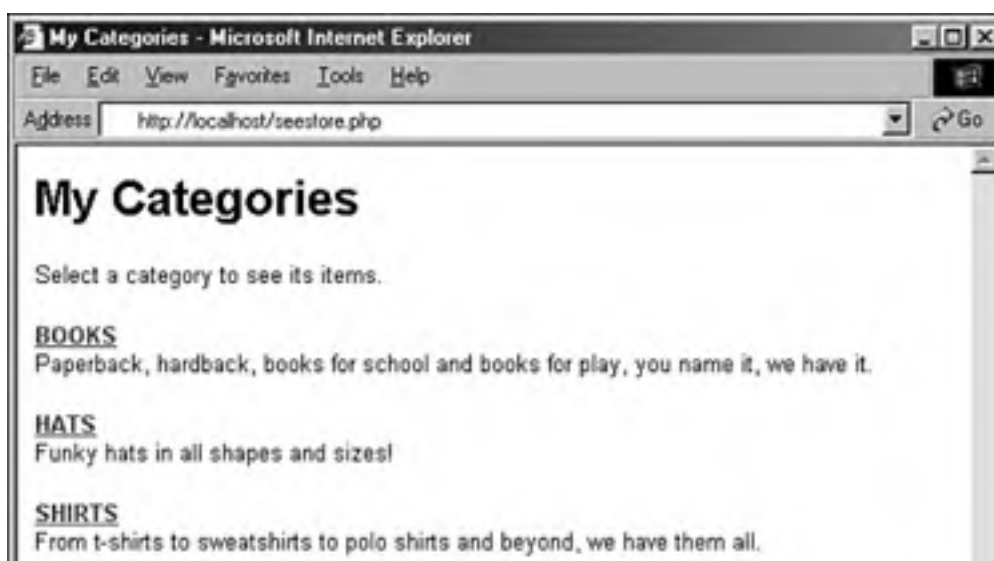 My Categories - Microsoft Internet Explorer
File Edit View Favorites Tools Help
Address http://localhost/seestore.php Go
My Categories
Select a category to see its items.
BOOKS
Paperback, hardback, books for school and books for play, you name it, we have it.
HATS
Funky hats in all shapes and sizes!
SHIRTS
From t-shirts to sweatshirts to polo shirts and beyond, we have them all.